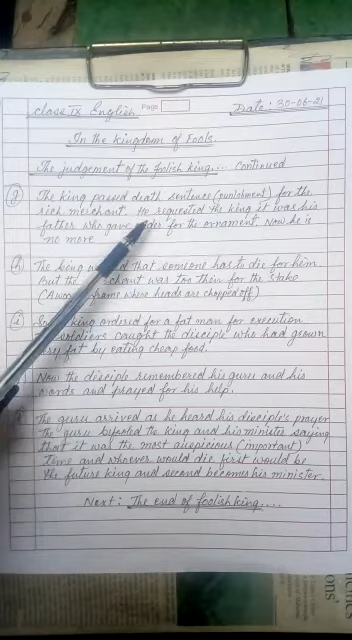 Class IX English Page Date: 30-06-21
In the Kingdom of Fools.
The judgement of the foolish king.... Continued
(g) The king passed death sentence (punishment) for the
rich merchant. He requested the king it was his
father who gave order for the ornament. Now he is
no more
(h) The king that someone has to die for him.
But the merchant was too thin for the stake
(A frame where heads are chopped off)
(i) king ordered for a fat man for execution
soldiers caught the disciple who had grown
very fat by eating cheap food.
Now the disciple remembered his guru and his
words and prayed for his help.
The guru arrived as he heard his disciple's prayer
The guru befooled the king and his minister saying
that it was the most auspicious (important)
time and whoever would die first would be
the future king and second becomes his minister.
Next: The end of foolish king....
ons'